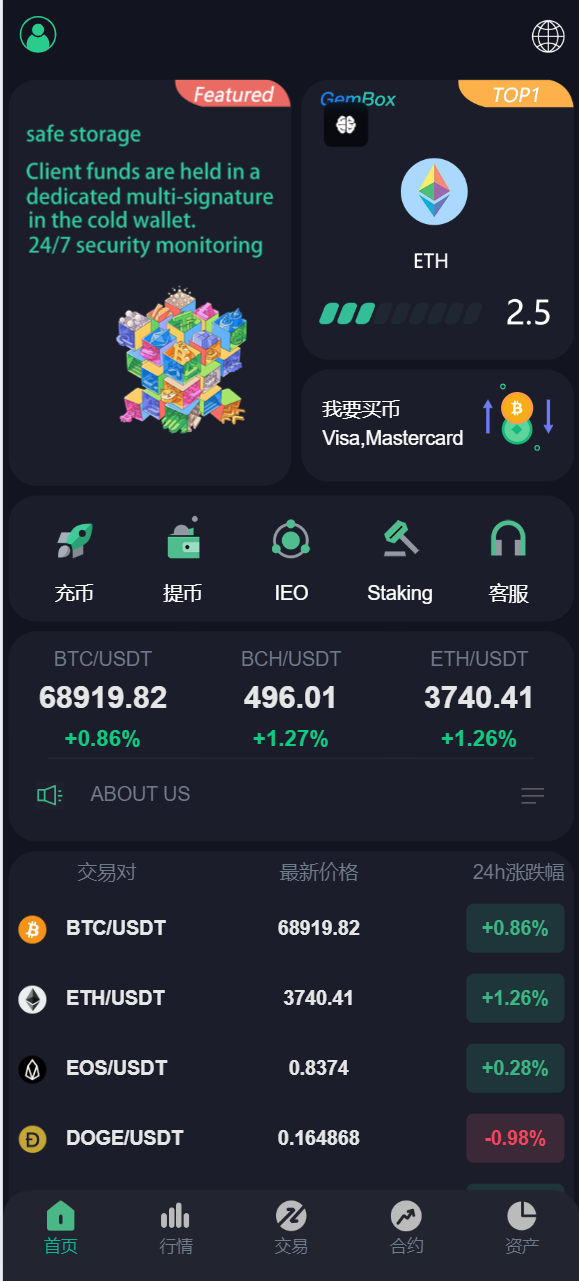 Featured
safe storage
Client funds are held in a
dedicated multi-signature
in the cold wallet.
24/7 security monitoring
GemBox
TOP1
ETH
2.5
我要买币
Visa,Mastercard
充币 提币 IEO Staking 客服
BTC/USDT BCH/USDT ETH/USDT
68919.82 496.01 3740.41
+0.86% +1.27% +1.26%
ABOUT US
交易对 最新价格 24h涨跌幅
BTC/USDT 68919.82 +0.86%
ETH/USDT 3740.41 +1.26%
EOS/USDT 0.8374 +0.28%
DOGE/USDT 0.164868 -0.98%
首页 行情 交易 合约 资产